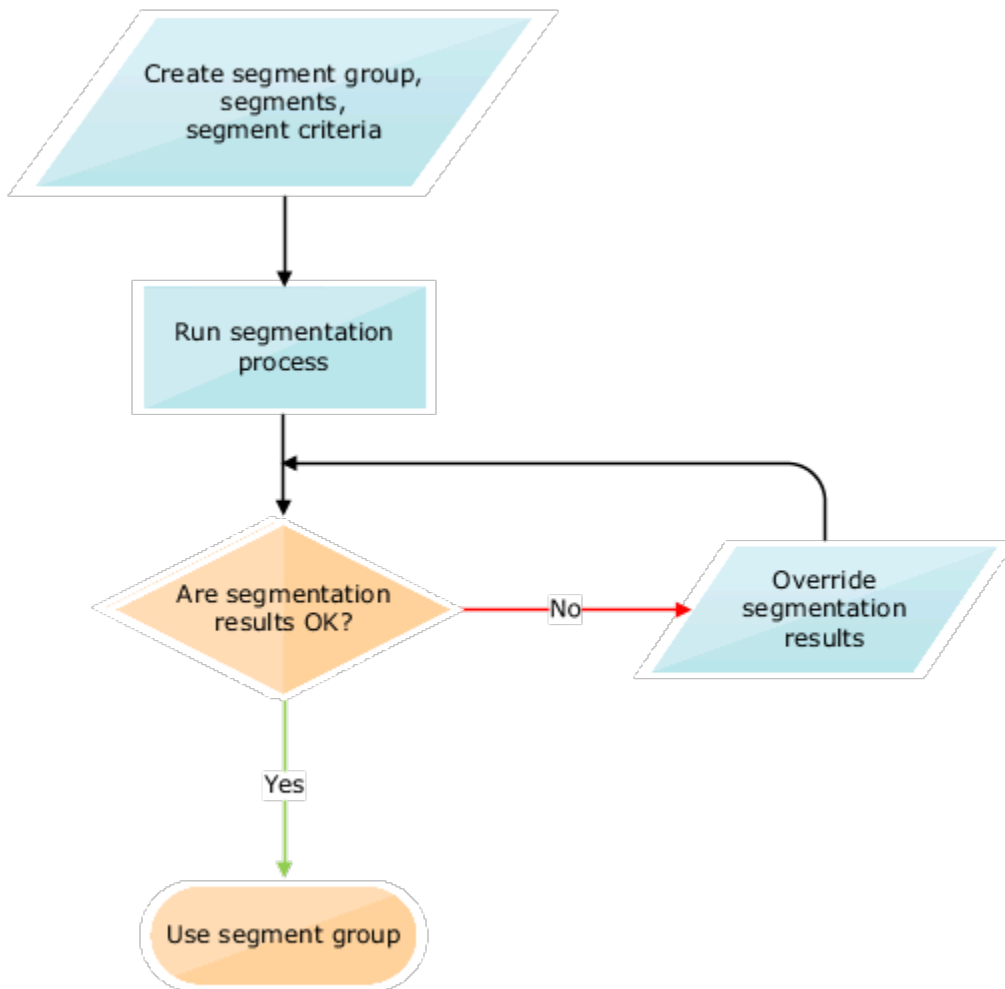 Create segment group,
segments,
segment criteria
Run segmentation
process
Are segmentation
results OK?
No
Override
segmentation
results
Yes
Use segment group